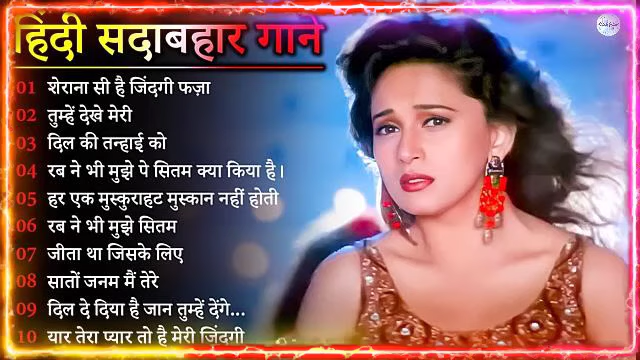 हिंदी सदाबहार गाने
01 शेराना सी है जिंदगी फज़ा
02 तुम्हें देखे मेरी
03 दिल की तन्हाई को
04 रब ने भी मुझे पे सितम क्या किया है।
05 हर एक मुस्कुराहट मुस्कान नहीं होती
06 रब ने भी मुझे सितम
07 जीता था जिसके लिए
08 सातों जनम मैं तेरे
09 दिल दे दिया है जान तुम्हें देंगे...
10 यार तेरा प्यार तो है मेरी जिंदगी